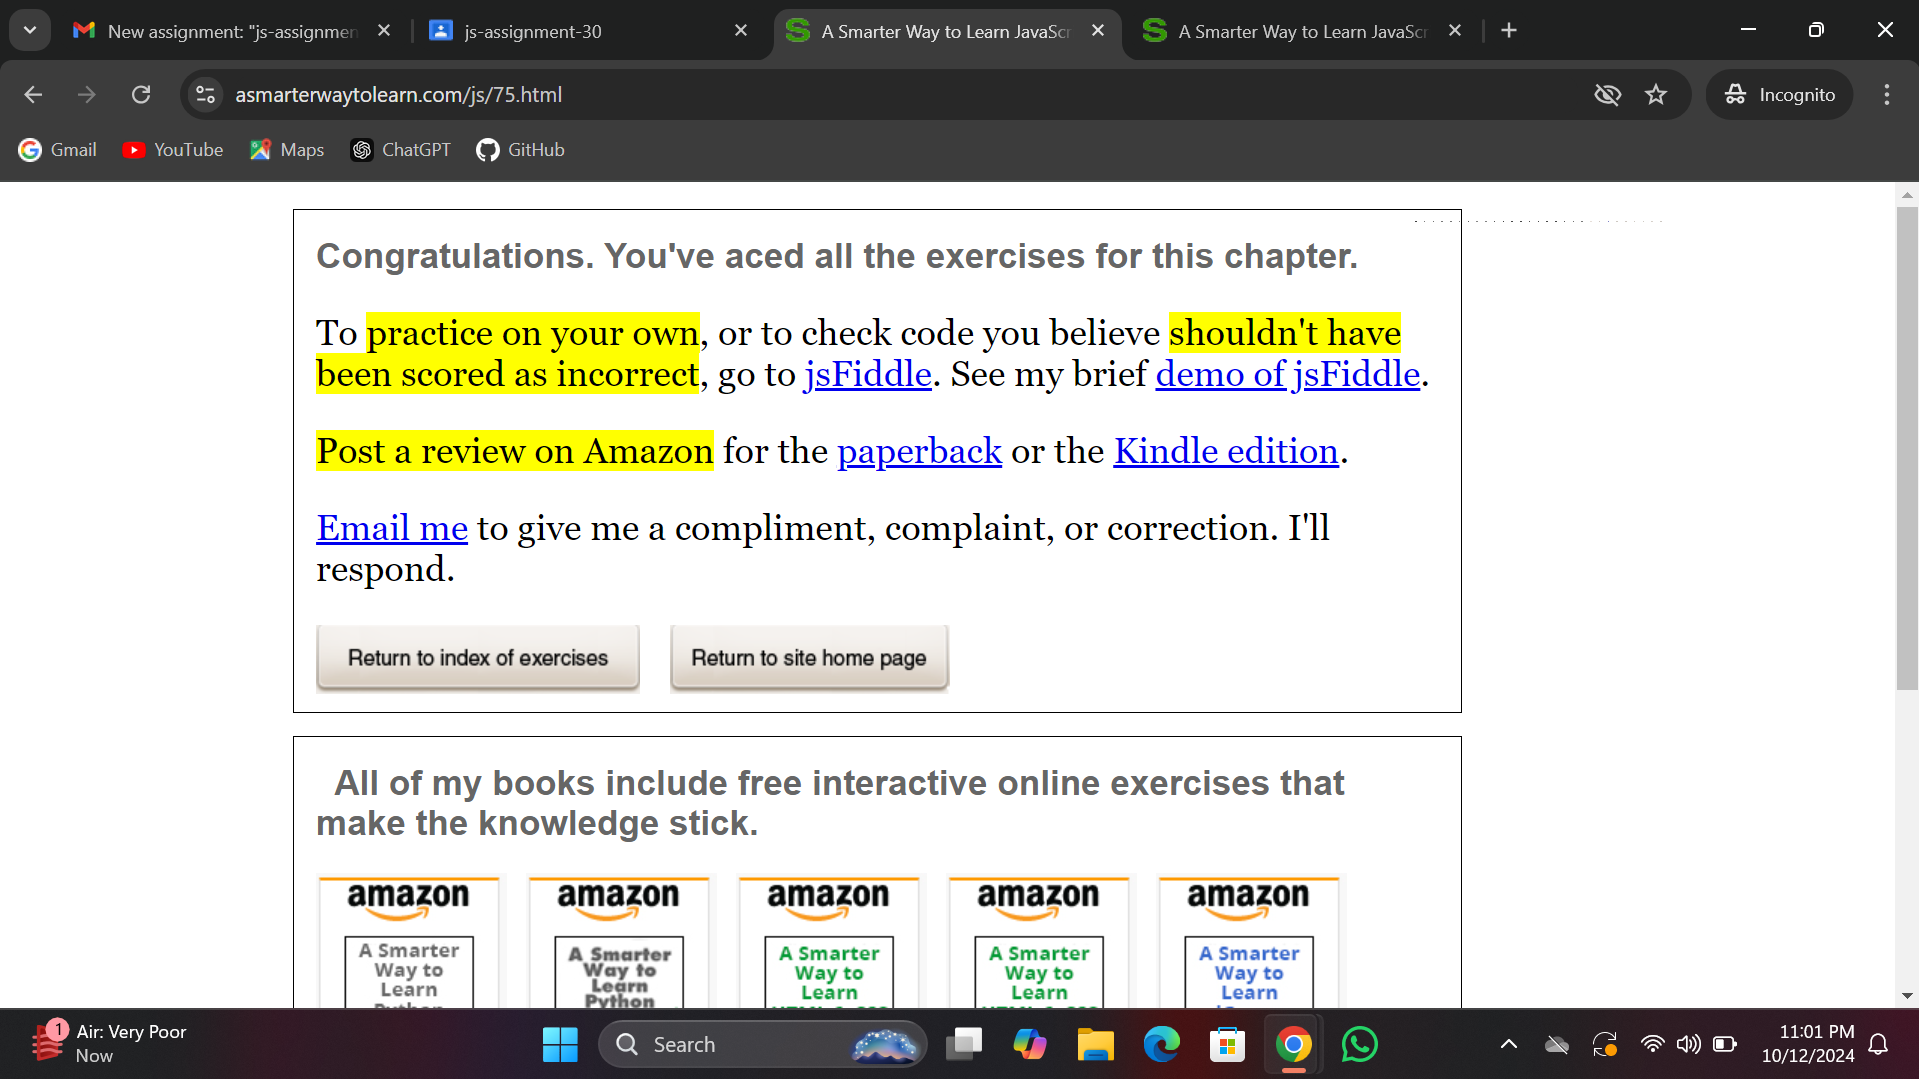 New assignment: "js-assignmen
js-assignment-30
A Smarter Way to Learn JavaScr
A Smarter Way to Learn JavaScr
asmarterwaytolearn.com/js/75.html
Incognito
Gmail
YouTube
Maps
ChatGPT
GitHub
Congratulations. You've aced all the exercises for this chapter.
To practice on your own, or to check code you believe shouldn't have
been scored as incorrect, go to jsFiddle. See my brief demo of jsFiddle.
Post a review on Amazon for the paperback or the Kindle edition.
Email me to give me a compliment, complaint, or correction. I'll
respond.
Return to index of exercises
Return to site home page
All of my books include free interactive online exercises that
make the knowledge stick.
amazon
amazon
amazon
amazon
amazon
A Smarter
Way to
Learn
Python
A Smarter
Way to
Learn
Python
A Smarter
Way to
Learn
A Smarter
Way to
Learn
A Smarter
Way to
Learn
1
Air: Very Poor
Now
Search
11:01 PM
10/12/2024